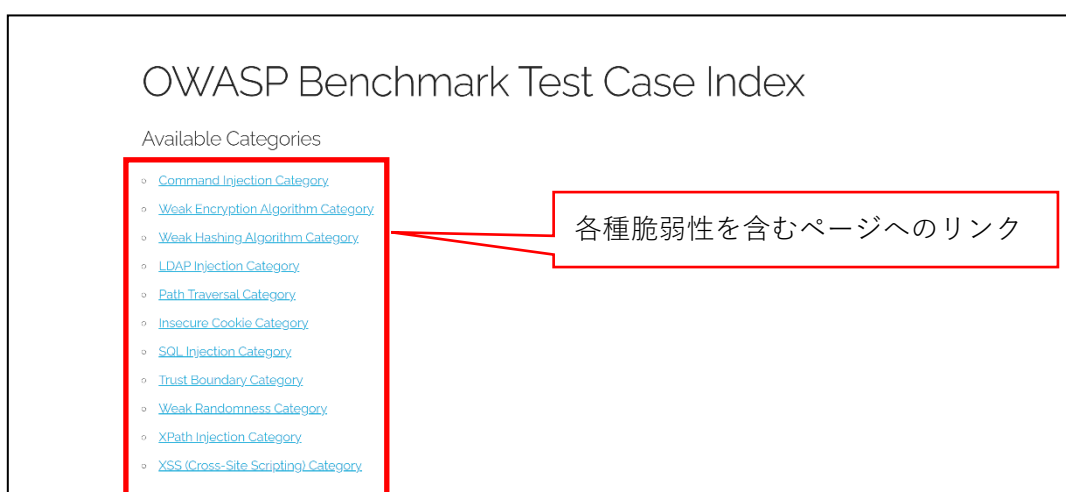 OWASP Benchmark Test Case Index
Available Categories
Command Injection Category
Weak Encryption Algorithm Category
Weak Hashing Algorithm Category
LDAP Injection Category
Path Traversal Category
Insecure Cookie Category
SQL Injection Category
Trust Boundary Category
Weak Randomness Category
XPath Injection Category
XSS (Cross-Site Scripting) Category
各種脆弱性を含むページへのリンク